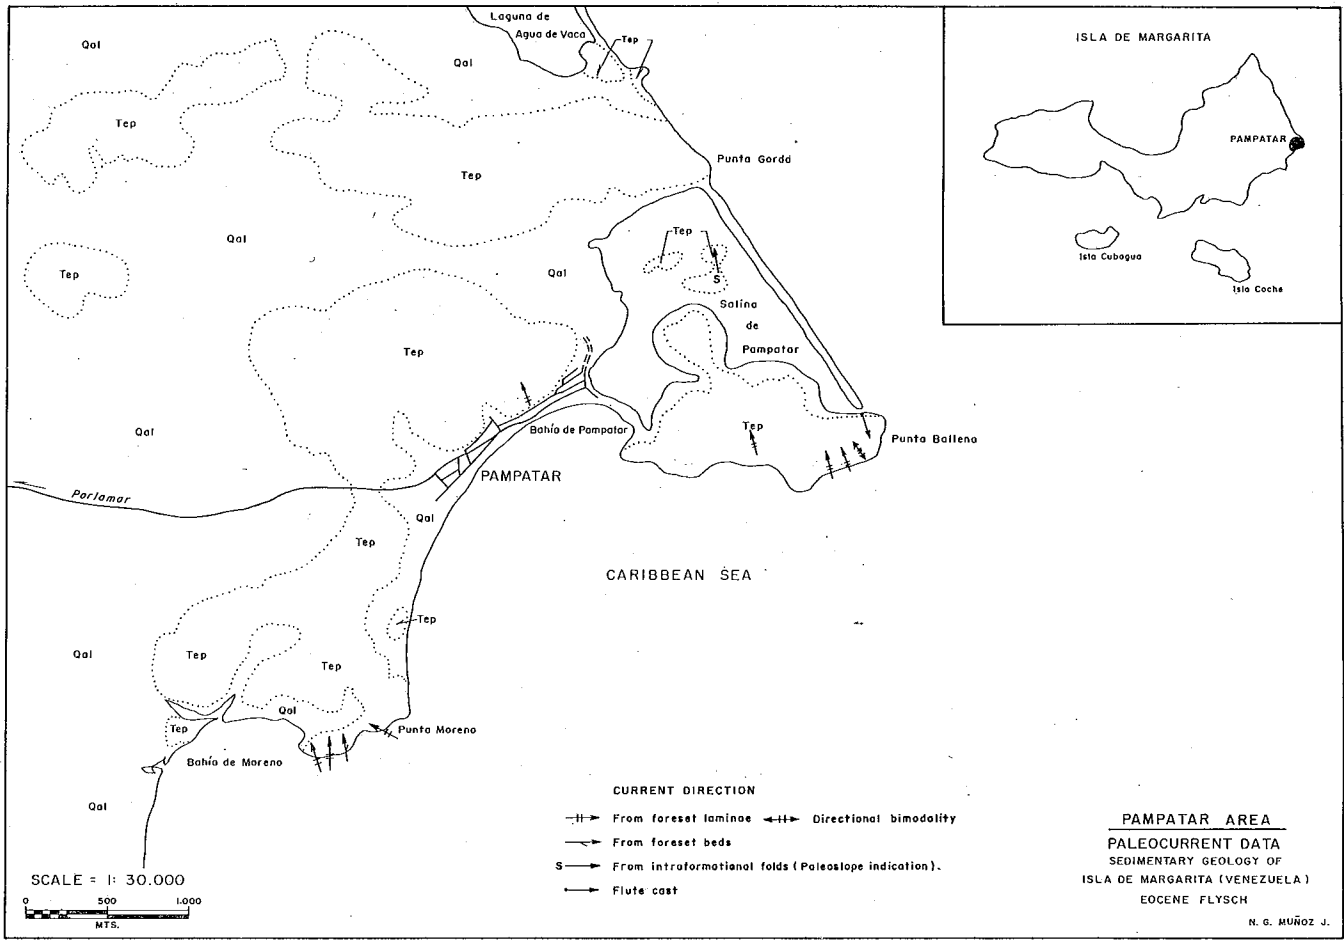 Laguna de
Agua de Vaca
Tep
Qal
Qal
Tep
Punta Gorda
Tep
Qal
Tep
Tep
Qal
S
Salina
de
Pampatar
Tep
Qal
Bahía de Pampatar
Tep
Punta Ballena
PAMPATAR
Porlamar
Qal
Tep
CARIBBEAN SEA
Tep
Qal
Tep
Tep
Qal
Tep
Punta Moreno
Bahía de Moreno
Qal
ISLA DE MARGARITA
PAMPATAR
Isla Cubagua
Isla Coche
CURRENT DIRECTION
From foreset laminae
Directional bimodality
From foreset beds
S From intraformational folds (Paleoslope indication).
Flute cast
SCALE = 1: 30.000
0 500 1.000
MTS.
PAMPATAR AREA
PALEOCURRENT DATA
SEDIMENTARY GEOLOGY OF
ISLA DE MARGARITA (VENEZUELA)
EOCENE FLYSCH
N. G. MUÑOZ J.